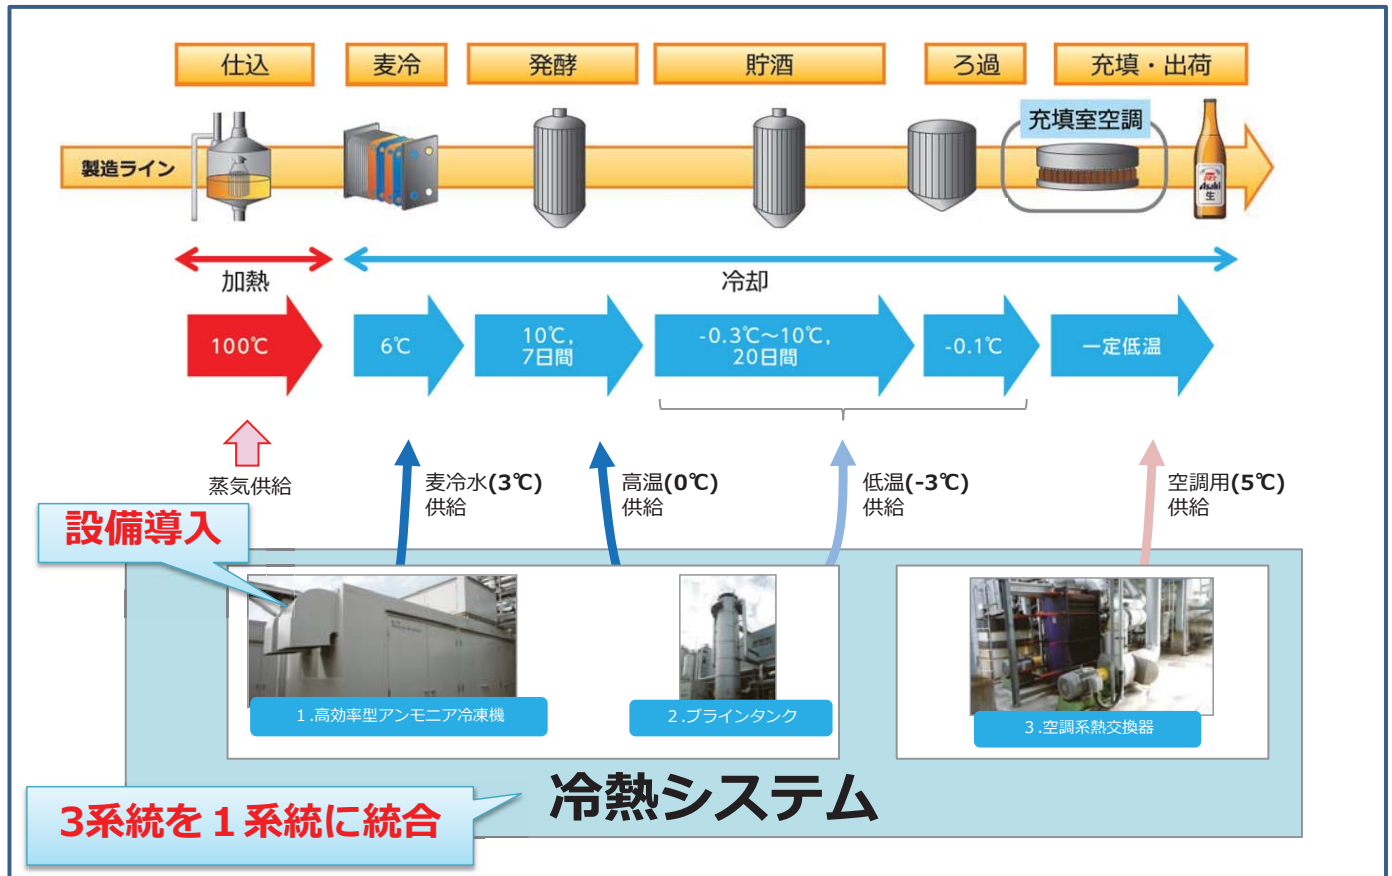 仕込
麦冷
発酵
貯酒
ろ過
充填・出荷
充填室空調
製造ライン
Asahi
生
加熱
冷却
100℃
6℃
10℃,
7日間
-0.3℃～10℃,
20日間
-0.1℃
一定低温
蒸気供給
麦冷水(3℃)
供給
高温(0℃)
供給
低温(-3℃)
供給
空調用(5℃)
供給
設備導入
1.高効率型アンモニア冷凍機
2.ブラインタンク
3.空調系熱交換器
冷熱システム
3系統を1系統に統合